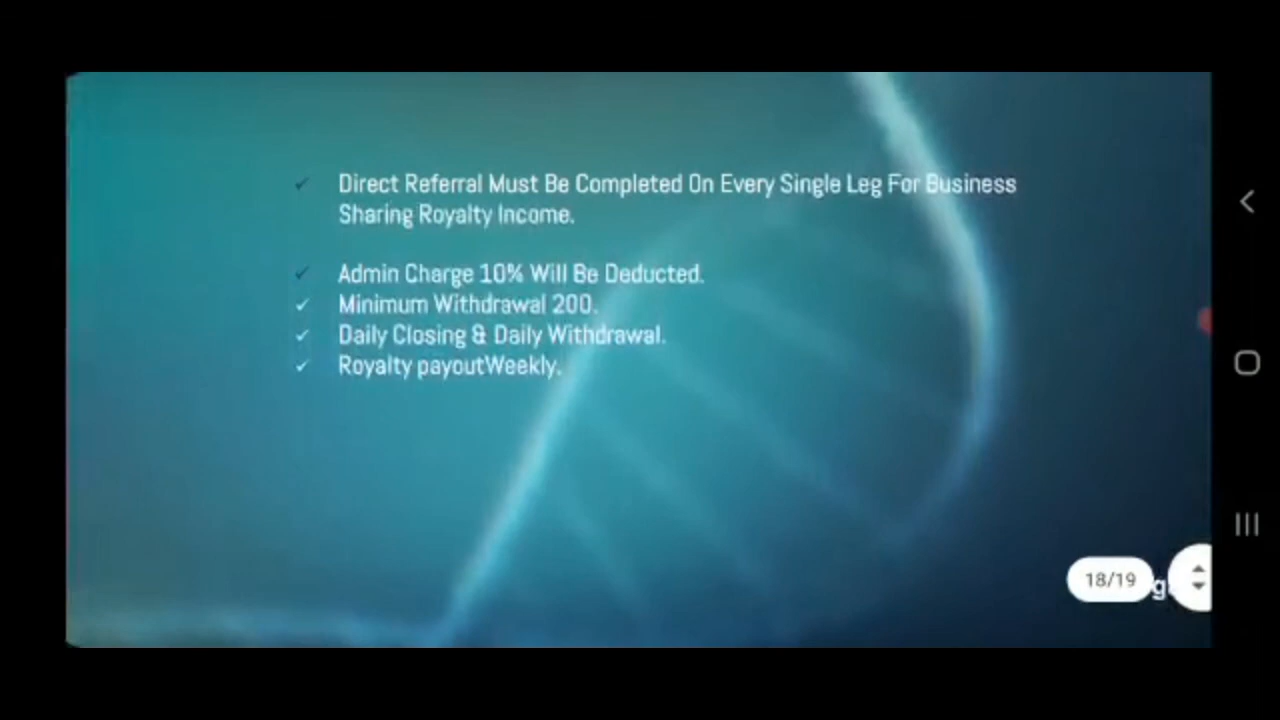 Direct Referral Must Be Completed On Every Single Leg For Business
Sharing Royalty Income.
Admin Charge 10% Will Be Deducted.
Minimum Withdrawal 200.
Daily Closing & Daily Withdrawal.
Royalty payoutWeekly.
18/19